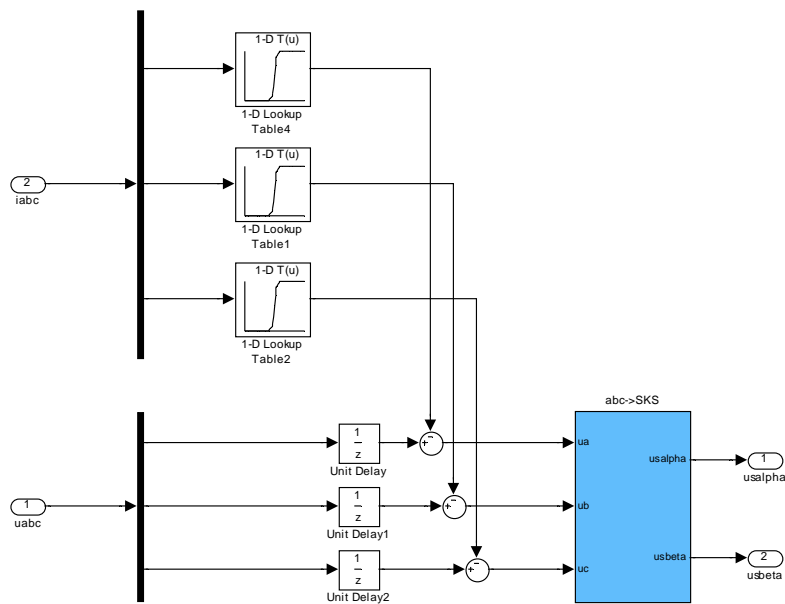 1-D T(u)
1-D Lookup
Table4
2
iabc
1-D T(u)
1-D Lookup
Table1
1-D T(u)
1-D Lookup
Table2
abc->SKS
1
z
Unit Delay
+
-
ua
usalpha
1
usalpha
1
uabc
1
z
Unit Delay1
+
-
ub
1
z
Unit Delay2
+
-
uc
usbeta
2
usbeta